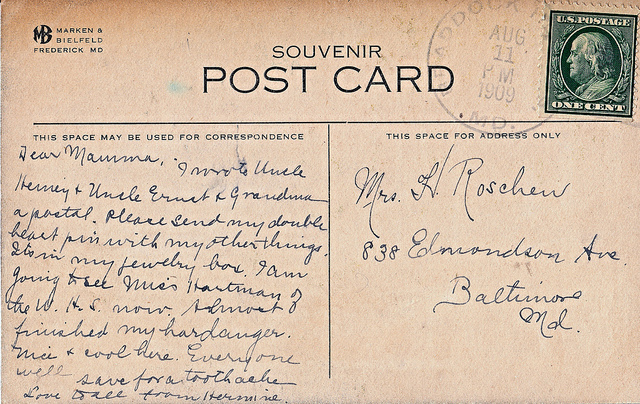 MB MARKEN &
BIELFELD
FREDERICK MD
SOUVENIR
POST CARD
BRADDOCK
AUG
11
PM
1909
MD.
U.S. POSTAGE
ONE CENT
THIS SPACE MAY BE USED FOR CORRESPONDENCE
Dear Mamma, I wrote Uncle
Henry & Uncle Ernst & Grandma
a postal. Please send my double
heart pin with my other things.
Its in my jewelry box. I am
going to see Miss Hartman of
the W. H. S. now. Almost
finished my hardanger.
Nice & cool here. Everyone
well save for a toothache
Love to all from Hermine.
THIS SPACE FOR ADDRESS ONLY
Mrs. H. Roschen
838 Edmondson Ave.
Baltimore
Md.